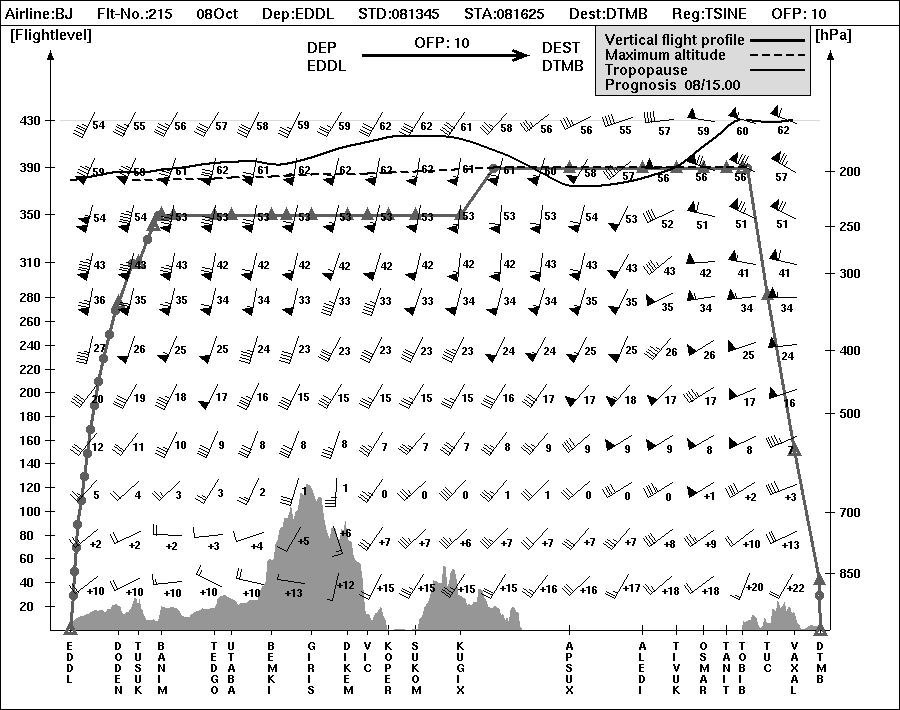 Airline:BJ Flt-No.:215 08Oct Dep:EDDL STD:081345 STA:081625 Dest:DTMB Reg:TSINE OFP: 10
[Flightlevel] [hPa]
DEP OFP: 10 DEST
EDDL DTMB
Vertical flight profile
Maximum altitude
Tropopause
Prognosis 08/15.00
430 54 55 56 57 58 59 59 62 62 61 58 56 56 55 57 59 60 62
390 59 59 61 62 61 62 62 62 62 61 61 60 58 57 56 56 56 57 200
350 54 54 53 53 53 53 53 53 53 53 53 53 54 53 52 51 51 51 250
310 43 43 43 42 42 42 42 42 42 42 42 42 42 43 43 42 41 41 300
280 36 35 35 34 34 33 33 33 33 34 34 34 35 35 35 34 34 34
260
240 27 26 25 25 24 23 23 23 23 23 24 24 25 25 26 26 25 24 400
220
200 20 19 18 17 16 15 15 15 15 15 16 16 17 18 17 17 17 16
180 500
160 12 11 10 9 8 8 8 7 7 7 8 9 9 9 9 8 8 7
140
120 5 4 3 3 2 1 1 0 0 0 1 1 0 0 0 +1 +2 +3
100 700
80 +2 +2 +2 +3 +4 +5 +6 +7 +7 +6 +7 +7 +7 +7 +8 +9 +10 +13
60 850
40 +10 +10 +10 +10 +10 +13 +12 +15 +15 +15 +15 +16 +16 +17 +18 +18 +20 +22
20
EDDL DODEN TUSUK BANIM TEDGO UTABA BEMKI GIRIS DIKEM VIC KOPER SUKOM KUGIX APSUX ALEDI TIVUK OSMAR TANIT TOBIB TUC VAXAL DTMB